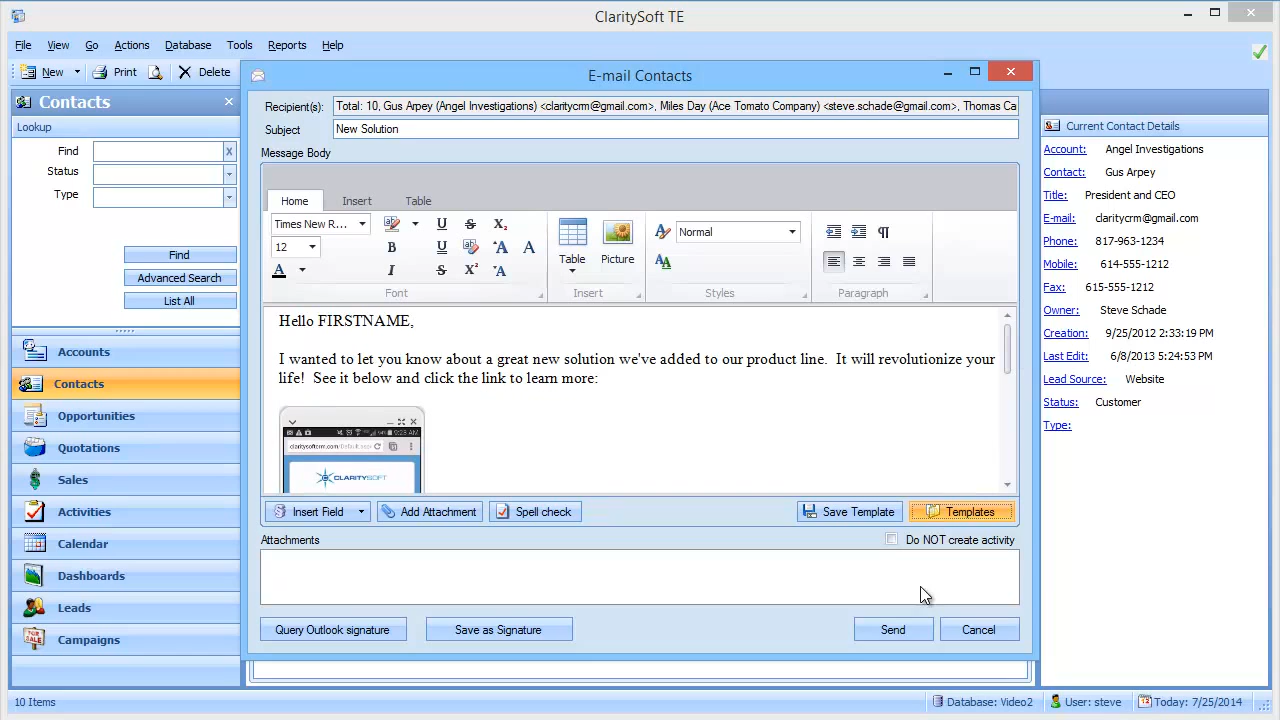 ClaritySoft TE
File View Go Actions Database Tools Reports Help
New Print Delete
Contacts
Lookup
Find X
Status
Type
Find
Advanced Search
List All
Accounts
Contacts
Opportunities
Quotations
Sales
Activities
Calendar
Dashboards
Leads
Campaigns
E-mail Contacts
Recipient(s): Total: 10, Gus Arpey (Angel Investigations) <claritycrm@gmail.com>, Miles Day (Ace Tomato Company) <steve.schade@gmail.com>, Thomas Ca
Subject New Solution
Message Body
Home Insert Table
Times New R...
12
Table Picture
Normal
Font Insert Styles Paragraph
Hello FIRSTNAME,
I wanted to let you know about a great new solution we've added to our product line. It will revolutionize your
life! See it below and click the link to learn more:
9:23 AM
CLARITYSOFT
Insert Field Add Attachment Spell check Save Template Templates
Attachments Do NOT create activity
Query Outlook signature Save as Signature Send Cancel
Current Contact Details
Account: Angel Investigations
Contact: Gus Arpey
Title: President and CEO
E-mail: claritycrm@gmail.com
Phone: 817-963-1234
Mobile: 614-555-1212
Fax: 615-555-1212
Owner: Steve Schade
Creation: 9/25/2012 2:33:19 PM
Last Edit: 6/8/2013 5:24:53 PM
Lead Source: Website
Status: Customer
Type:
10 Items Database: Video2 User: steve Today: 7/25/2014